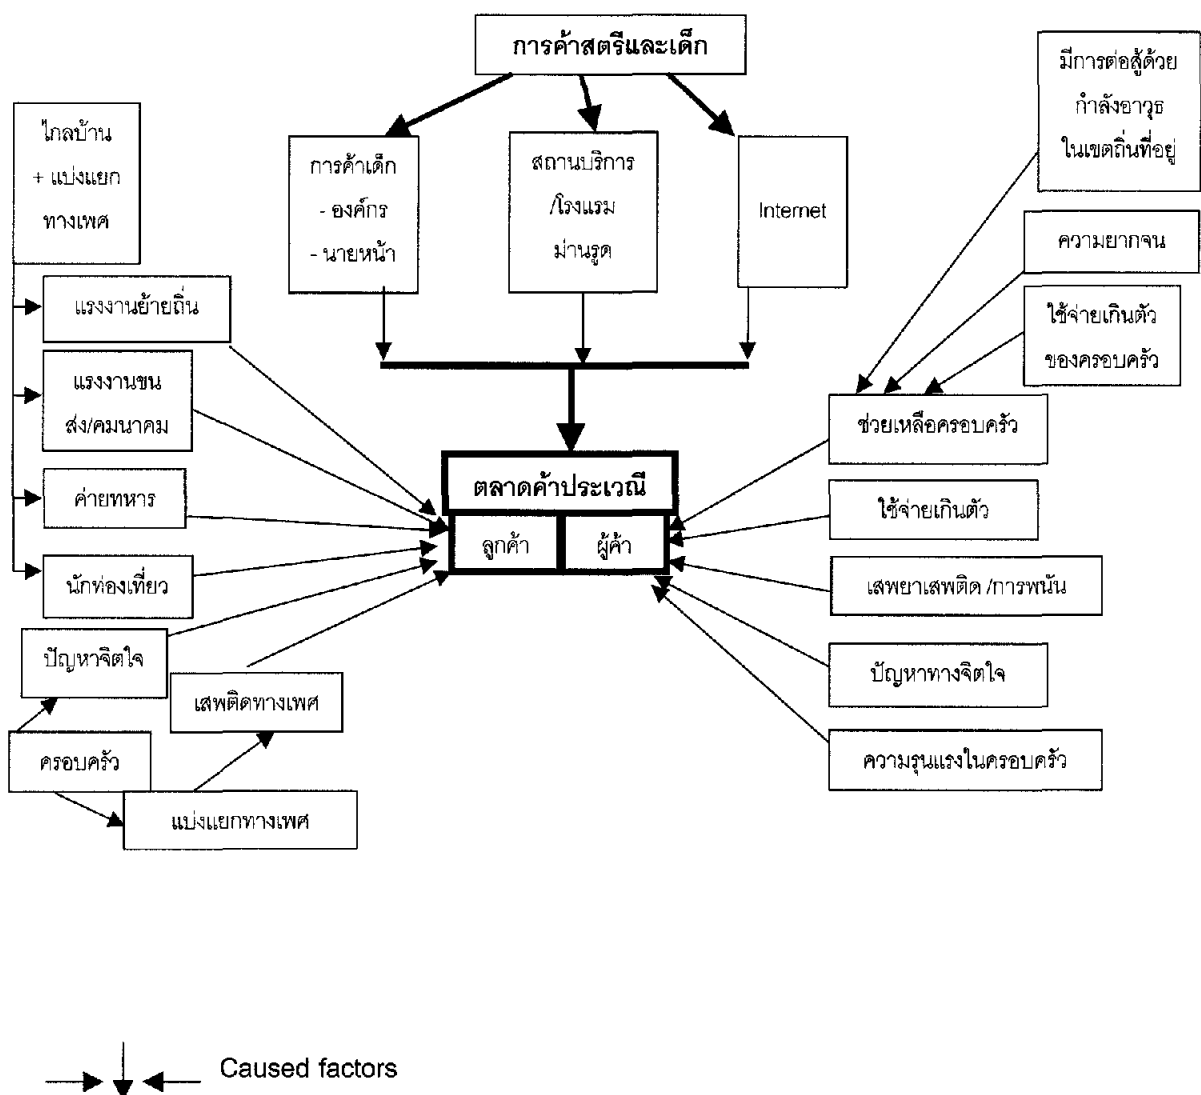 การค้าสตรีและเด็ก
มีการต่อสู้ด้วย
กำลังอาวุธ
ในเขตถิ่นที่อยู่
ไกลบ้าน
+ แบ่งแยก
ทางเพศ
การค้าเด็ก
- องค์กร
- นายหน้า
สถานบริการ
/โรงแรม
ม่านรูด
Internet
ความยากจน
ใช้จ่ายเกินตัว
ของครอบครัว
แรงงานย้ายถิ่น
แรงงานขน
ส่ง/คมนาคม
ค่ายทหาร
นักท่องเที่ยว
ช่วยเหลือครอบครัว
ตลาดค้าประเวณี
ลูกค้า
ผู้ค้า
ใช้จ่ายเกินตัว
เสพยาเสพติด /การพนัน
ปัญหาจิตใจ
ปัญหาทางจิตใจ
เสพติดทางเพศ
ครอบครัว
ความรุนแรงในครอบครัว
แบ่งแยกทางเพศ
Caused factors